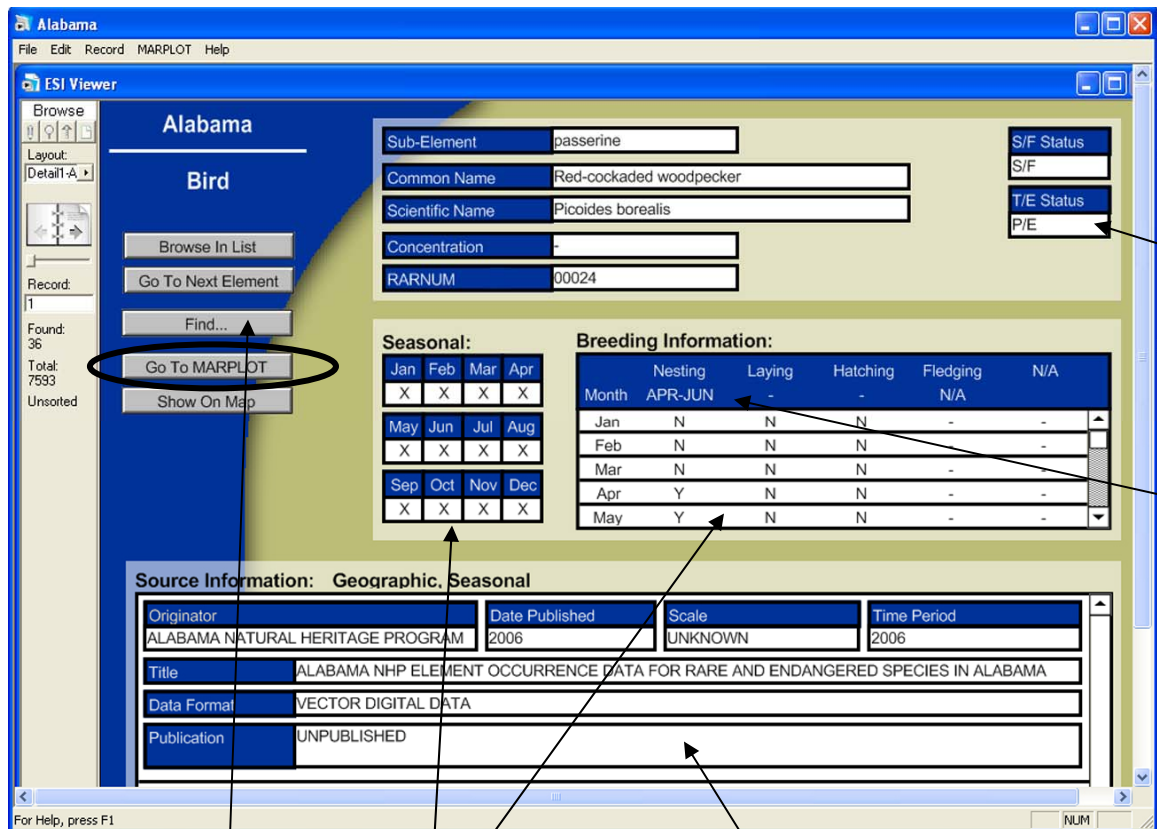 Alabama
File Edit Record MARPLOT Help
ESI Viewer
Browse
Layout:
Detail1-A
Record:
1
Found:
36
Total:
7593
Unsorted
Alabama
Bird
Browse In List
Go To Next Element
Find...
Go To MARPLOT
Show On Map
Sub-Element passerine
Common Name Red-cockaded woodpecker
Scientific Name Picoides borealis
Concentration -
RARNUM 00024
S/F Status
S/F
T/E Status
P/E
Seasonal:
Jan Feb Mar Apr
X X X X
May Jun Jul Aug
X X X X
Sep Oct Nov Dec
X X X X
Breeding Information:
Nesting Laying Hatching Fledging N/A
Month APR-JUN - - N/A
Jan N N N - -
Feb N N N - -
Mar N N N - -
Apr Y N N - -
May Y N N - -
Source Information: Geographic, Seasonal
Originator Date Published Scale Time Period
ALABAMA NATURAL HERITAGE PROGRAM 2006 UNKNOWN 2006
Title ALABAMA NHP ELEMENT OCCURRENCE DATA FOR RARE AND ENDANGERED SPECIES IN ALABAMA
Data Format VECTOR DIGITAL DATA
Publication UNPUBLISHED
For Help, press F1 NUM